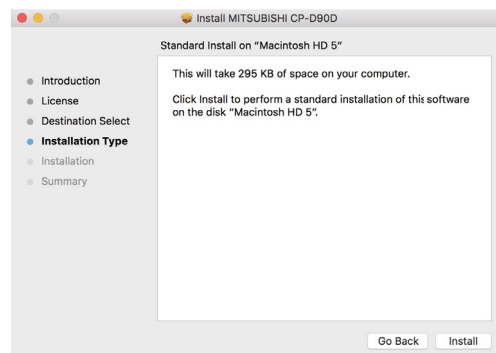 Install MITSUBISHI CP-D90D
Standard Install on “Macintosh HD 5”
Introduction
License
Destination Select
Installation Type
Installation
Summary
This will take 295 KB of space on your computer.
Click Install to perform a standard installation of this software
on the disk “Macintosh HD 5”.
Go Back
Install